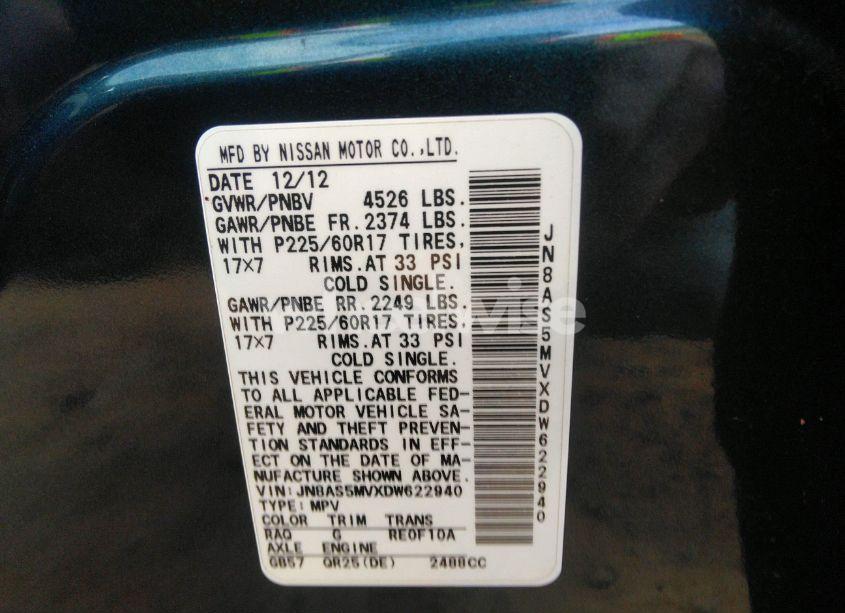 MFD BY NISSAN MOTOR CO.,LTD.
DATE 12/12
GVWR/PNBV 4526 LBS.
GAWR/PNBE FR. 2374 LBS.
WITH P225/60R17 TIRES,
17×7 RIMS.AT 33 PSI
COLD SINGLE.
GAWR/PNBE RR. 2249 LBS.
WITH P225/60R17 TIRES,
17×7 RIMS.AT 33 PSI
COLD SINGLE.
THIS VEHICLE CONFORMS
TO ALL APPLICABLE FED-
ERAL MOTOR VEHICLE SA-
FETY AND THEFT PREVEN-
TION STANDARDS IN EFF-
ECT ON THE DATE OF MA-
NUFACTURE SHOWN ABOVE.
VIN:JN8AS5MVXDW622940
TYPE:MPV
COLOR TRIM TRANS
RAQ G RE0F10A
AXLE ENGINE
GB57 QR25(DE) 2488CC
JN8AS5MVXDW622940